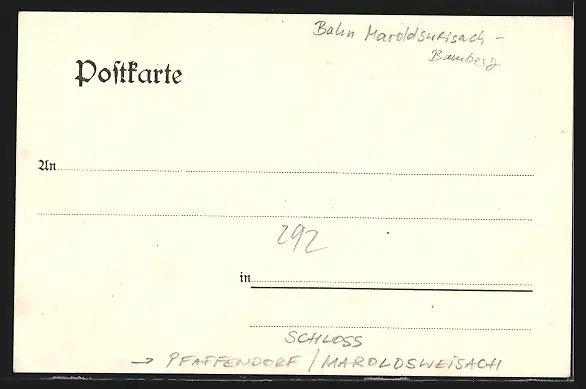 Bahn Maroldsweisach -
Bamberg
Postkarte
An
292
in
SCHLOSS
→ PFAFFENDORF / MAROLDSWEISACH